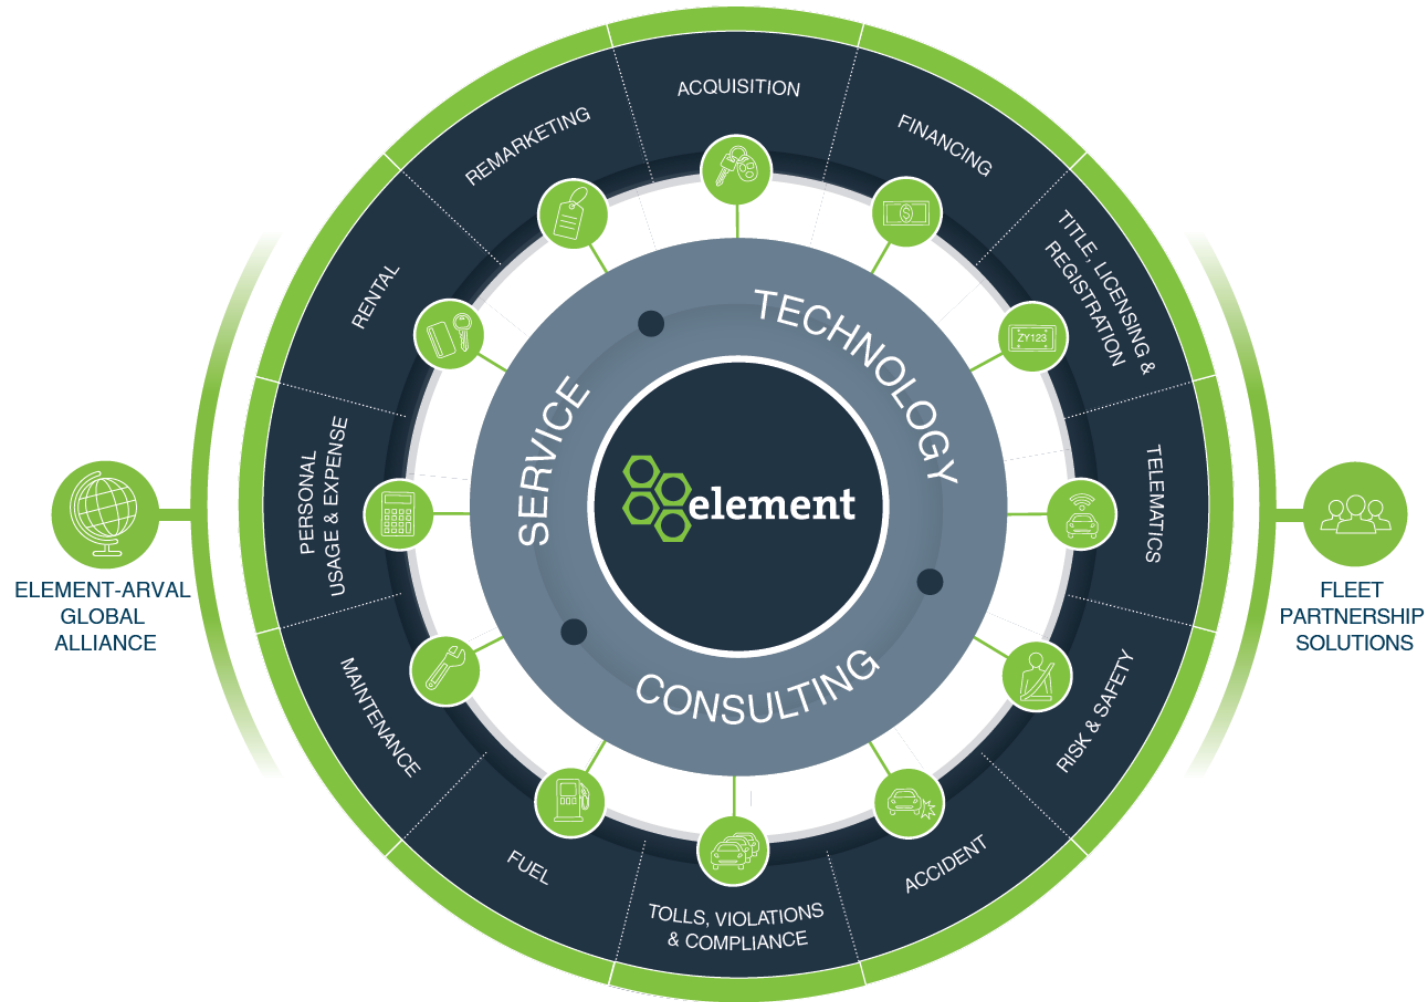 ACQUISITION
FINANCING
TITLE, LICENSING &
REGISTRATION
TELEMATICS
RISK & SAFETY
ACCIDENT
TOLLS, VIOLATIONS
& COMPLIANCE
FUEL
MAINTENANCE
PERSONAL
USAGE & EXPENSE
RENTAL
REMARKETING
ZY123
TECHNOLOGY
CONSULTING
SERVICE
element
ELEMENT-ARVAL
GLOBAL
ALLIANCE
FLEET
PARTNERSHIP
SOLUTIONS